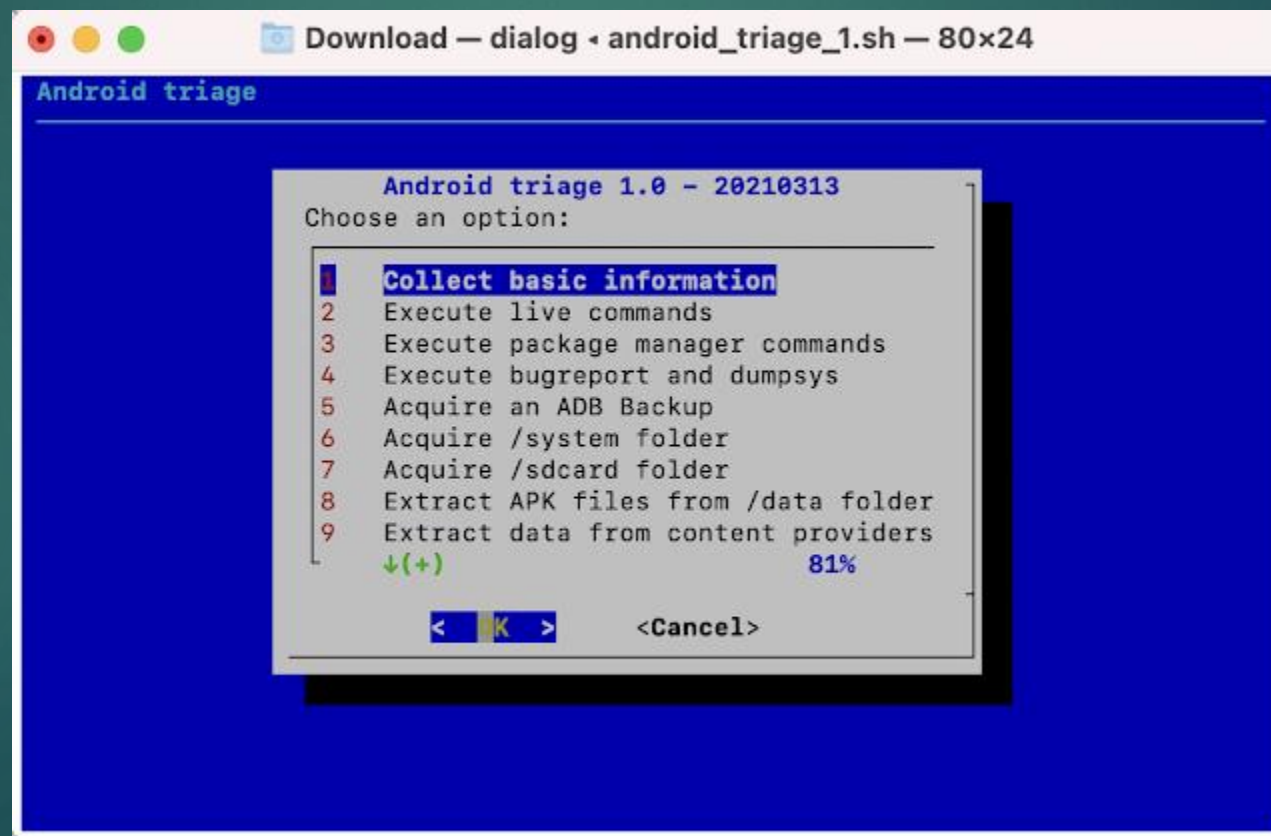 Download — dialog ◂ android_triage_1.sh — 80×24
Android triage
Android triage 1.0 - 20210313
Choose an option:
1 Collect basic information
2 Execute live commands
3 Execute package manager commands
4 Execute bugreport and dumpsys
5 Acquire an ADB Backup
6 Acquire /system folder
7 Acquire /sdcard folder
8 Extract APK files from /data folder
9 Extract data from content providers
↓(+) 81%
< OK > <Cancel>